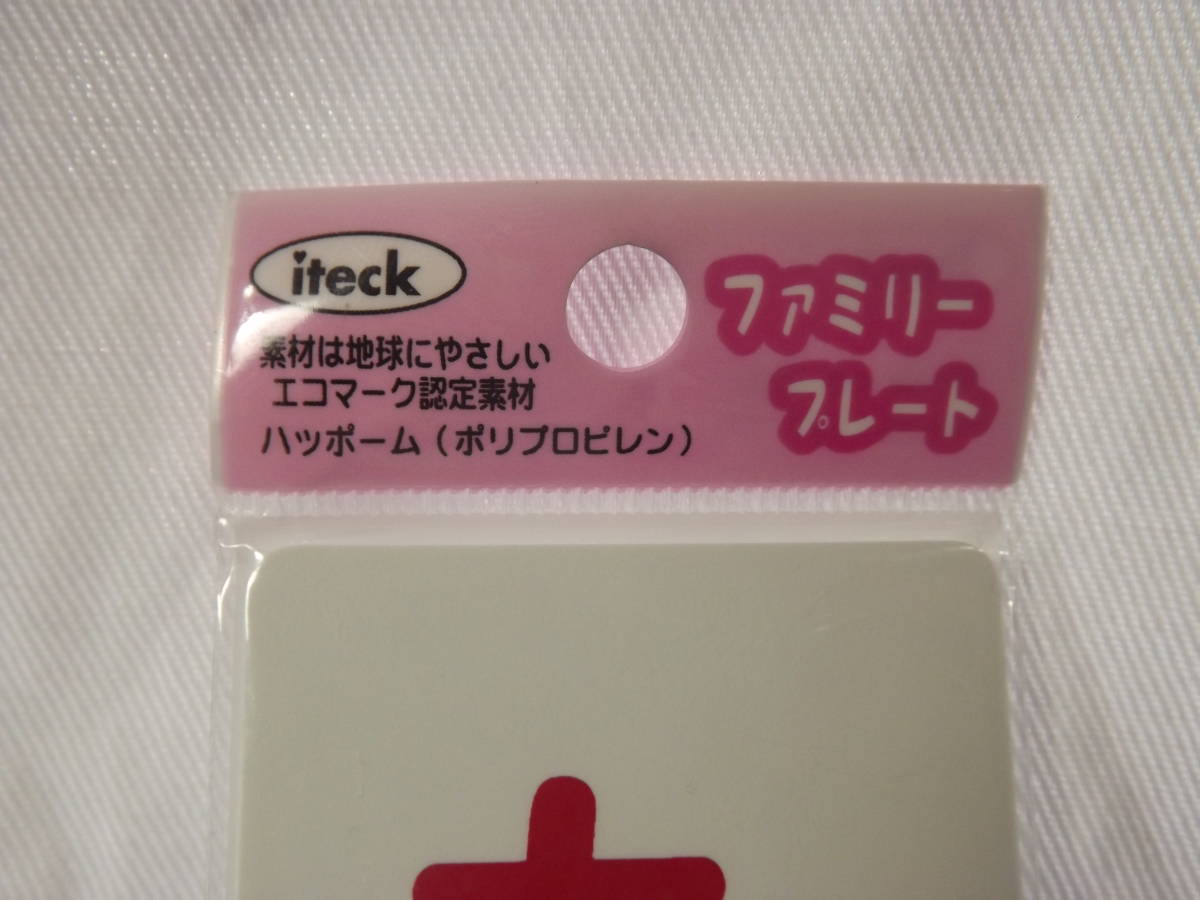 iteck
素材は地球にやさしい
エコマーク認定素材
ハッポーム（ポリプロピレン）
ファミリー
プレート